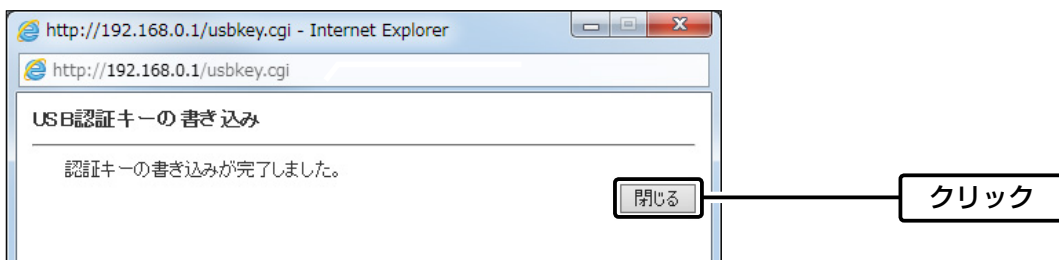 http://192.168.0.1/usbkey.cgi - Internet Explorer
http://192.168.0.1/usbkey.cgi
USB認証キーの書き込み
認証キーの書き込みが完了しました。
閉じる
クリック